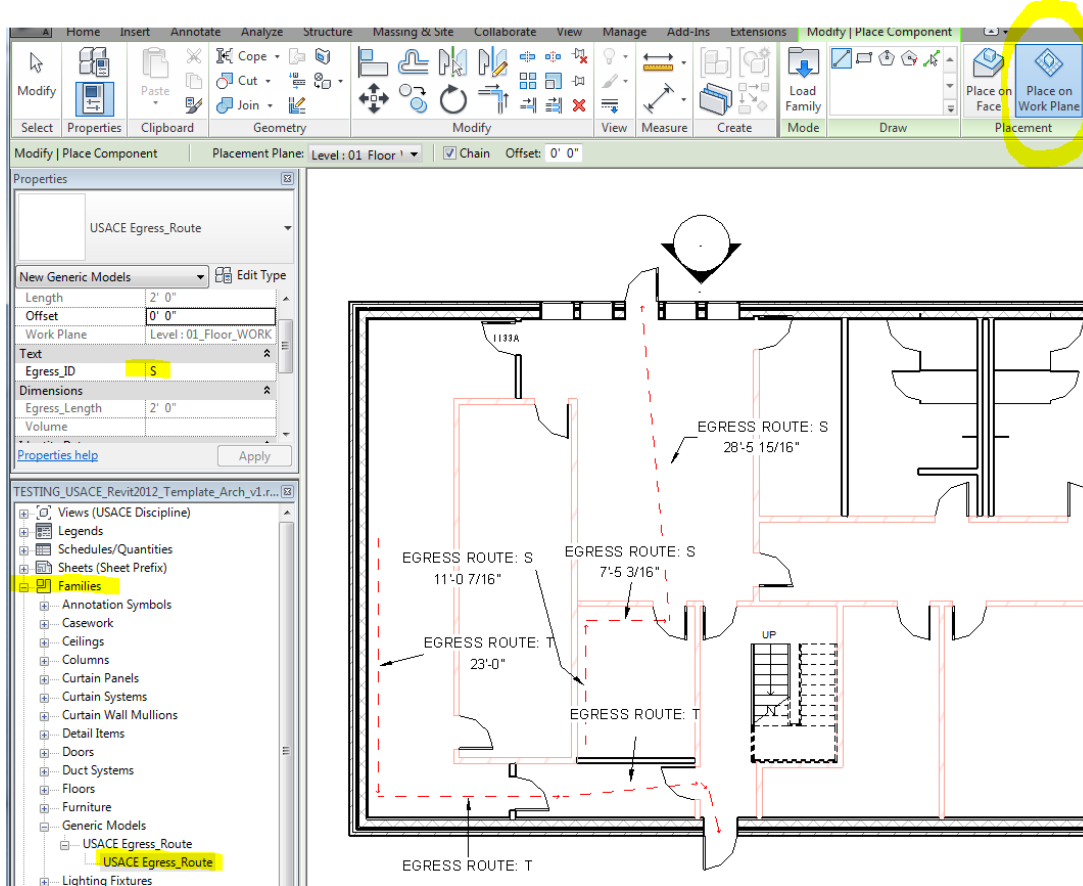 Home Insert Annotate Analyze Structure Massing & Site Collaborate View Manage Add-Ins Extensions Modify | Place Component
Modify
Paste
Cope
Cut
Join
Load
Family
Place on
Face
Place on
Work Plane
Select Properties Clipboard Geometry Modify View Measure Create Mode Draw Placement
Modify | Place Component Placement Plane: Level : 01_Floor Chain Offset: 0' 0"
Properties
USACE Egress_Route
New Generic Models Edit Type
Length 2' 0"
Offset 0' 0"
Work Plane Level : 01_Floor_WORK
Text
Egress_ID S
Dimensions
Egress_Length 2' 0"
Volume
Properties help Apply
TESTING_USACE_Revit2012_Template_Arch_v1.r...
Views (USACE Discipline)
Legends
Schedules/Quantities
Sheets (Sheet Prefix)
Families
Annotation Symbols
Casework
Ceilings
Columns
Curtain Panels
Curtain Systems
Curtain Wall Mullions
Detail Items
Doors
Duct Systems
Floors
Furniture
Generic Models
USACE Egress_Route
USACE Egress_Route
Lighting Fixtures
1133A
EGRESS ROUTE: S
28'-5 15/16"
EGRESS ROUTE: S
11'-0 7/16"
EGRESS ROUTE: S
7'-5 3/16"
EGRESS ROUTE: T
23'-0"
UP
EGRESS ROUTE: T
N
EGRESS ROUTE: T